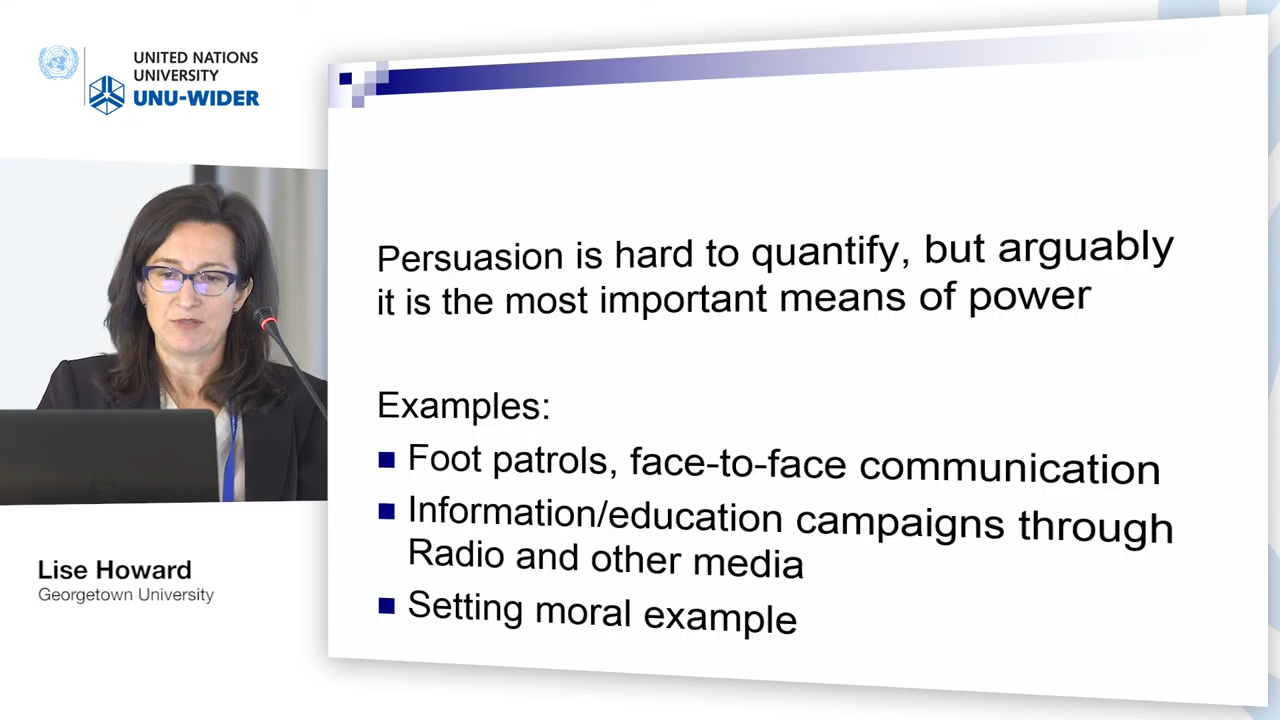 UNITED NATIONS
UNIVERSITY
UNU-WIDER
Persuasion is hard to quantify, but arguably
it is the most important means of power
Examples:
Foot patrols, face-to-face communication
Information/education campaigns through
Radio and other media
Setting moral example
Lise Howard
Georgetown University